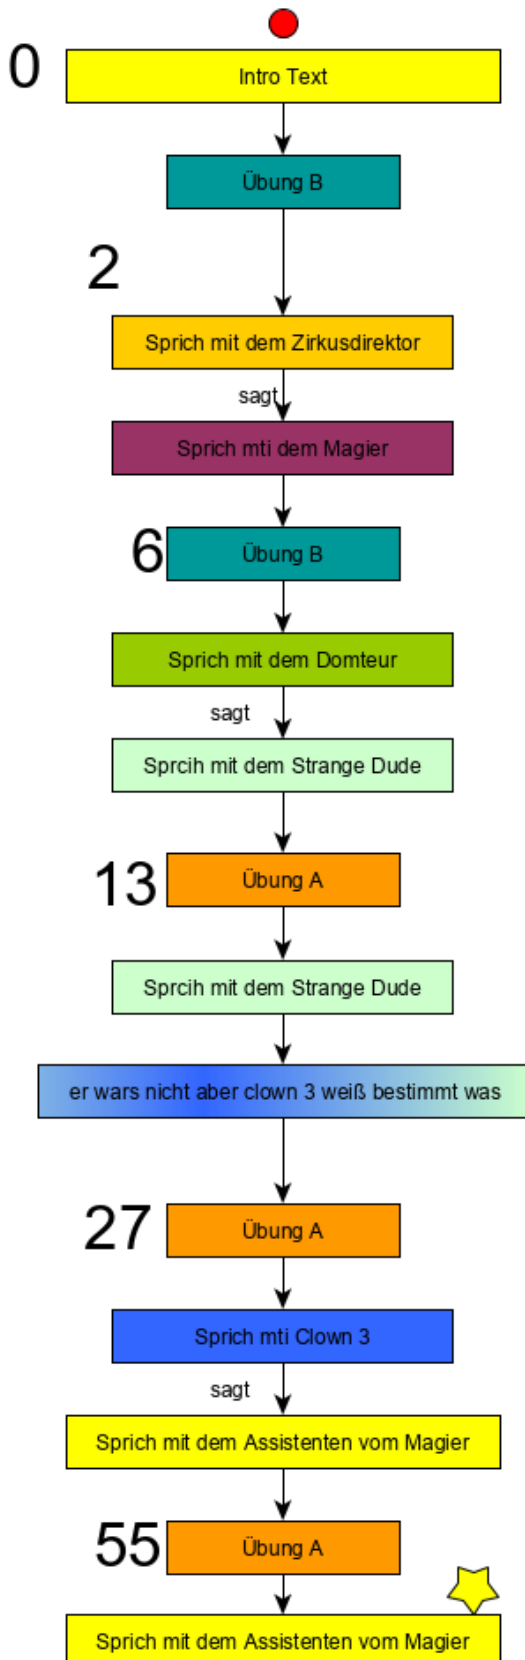 0
Intro Text
Übung B
2
Sprich mit dem Zirkusdirektor
sagt
Sprich mti dem Magier
6
Übung B
Sprich mit dem Domteur
sagt
Sprcih mit dem Strange Dude
13
Übung A
Sprcih mit dem Strange Dude
er wars nicht aber clown 3 weiß bestimmt was
27
Übung A
Sprich mti Clown 3
sagt
Sprich mit dem Assistenten vom Magier
55
Übung A
Sprich mit dem Assistenten vom Magier